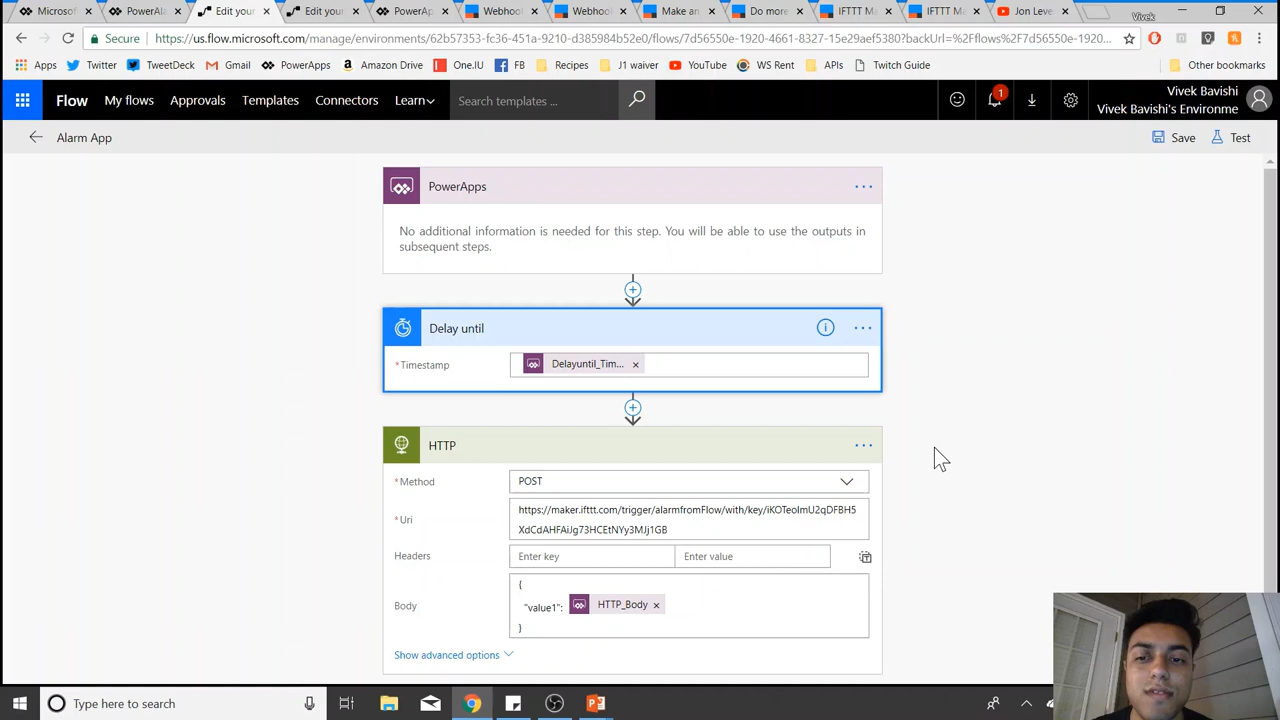 Microso
PowerAla
Edit your
Edit your
PowerAp
Webhoo
Webhook
Make an
Do more
IFTTT Ma
IFTTT M
Jon Leve
Vivek
Secure
https://us.flow.microsoft.com/manage/environments/62b57353-fc36-451a-9210-d385984b52e0/flows/7d56550e-1920-4661-8327-15e29aef5380?backUrl=%2Fflows%2F7d56550e-1920...
Apps Twitter TweetDeck Gmail PowerApps Amazon Drive One.IU FB Recipes J1 waiver YouTube WS Rent APIs Twitch Guide Other bookmarks
Flow My flows Approvals Templates Connectors Learn Search templates ... 1
Vivek Bavishi
Vivek Bavishi's Environme
Alarm App Save Test
PowerApps
No additional information is needed for this step. You will be able to use the outputs in
subsequent steps.
Delay until
* Timestamp Delayuntil_Tim...
HTTP
* Method POST
* Uri
https://maker.ifttt.com/trigger/alarmfromFlow/with/key/iKOTeoImU2qDFBH5
XdCdAHFAiJg73HCEtNYy3MJj1GB
Headers Enter key Enter value
Body
{
"value1": HTTP_Body
}
Show advanced options
Type here to search